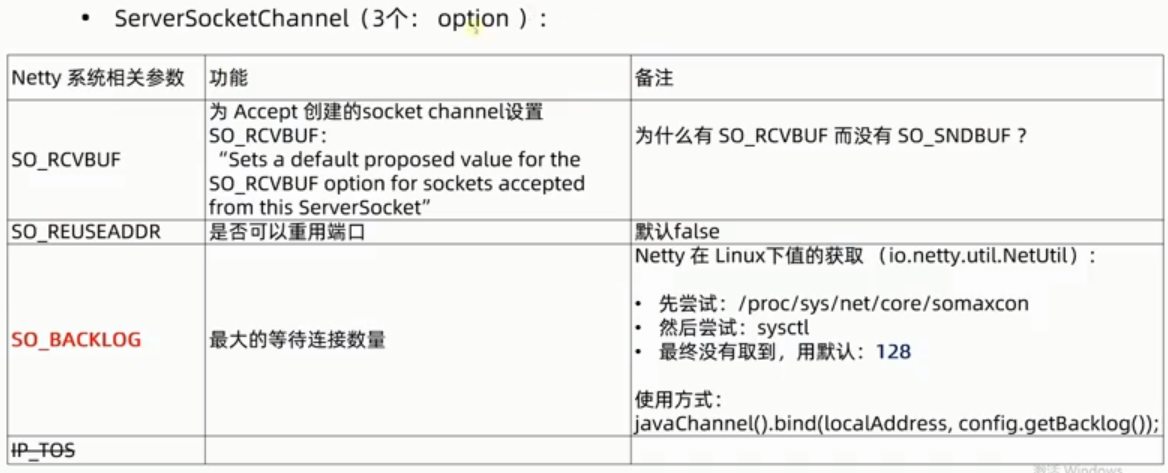 • ServerSocketChannel（3个： option ）：
Netty 系统相关参数 功能 备注
SO_RCVBUF
为 Accept 创建的socket channel设置
SO_RCVBUF：
“Sets a default proposed value for the
SO_RCVBUF option for sockets accepted
from this ServerSocket”
为什么有 SO_RCVBUF 而没有 SO_SNDBUF ？
SO_REUSEADDR 是否可以重用端口 默认false
SO_BACKLOG
最大的等待连接数量
Netty 在 Linux下值的获取 （io.netty.util.NetUtil）：
• 先尝试：/proc/sys/net/core/somaxcon
• 然后尝试：sysctl
• 最终没有取到，用默认：128
使用方式：
javaChannel().bind(localAddress, config.getBacklog());
IP_TOS
激活 Windows